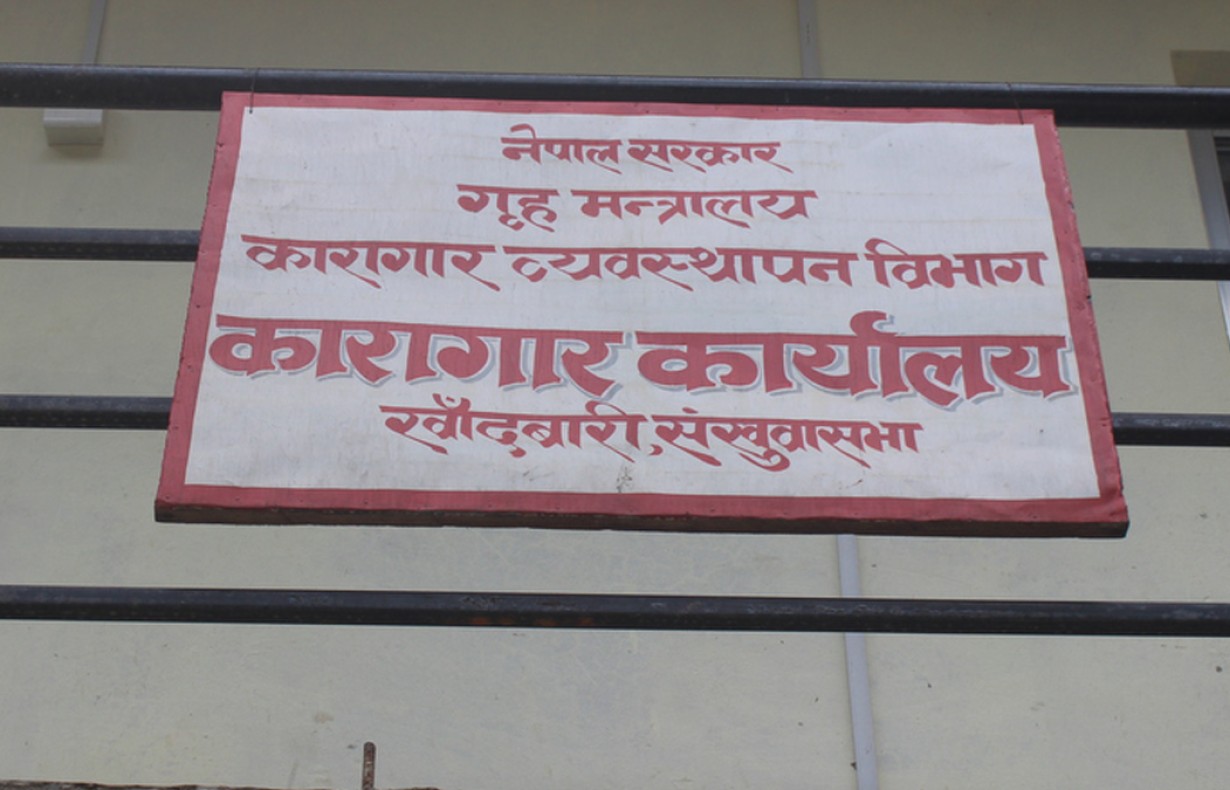 नेपाल सरकार
गृह मन्त्रालय
कारागार व्यवस्थापन विभाग
कारागार कार्यालय
खाँदबारी, संखुवासभा